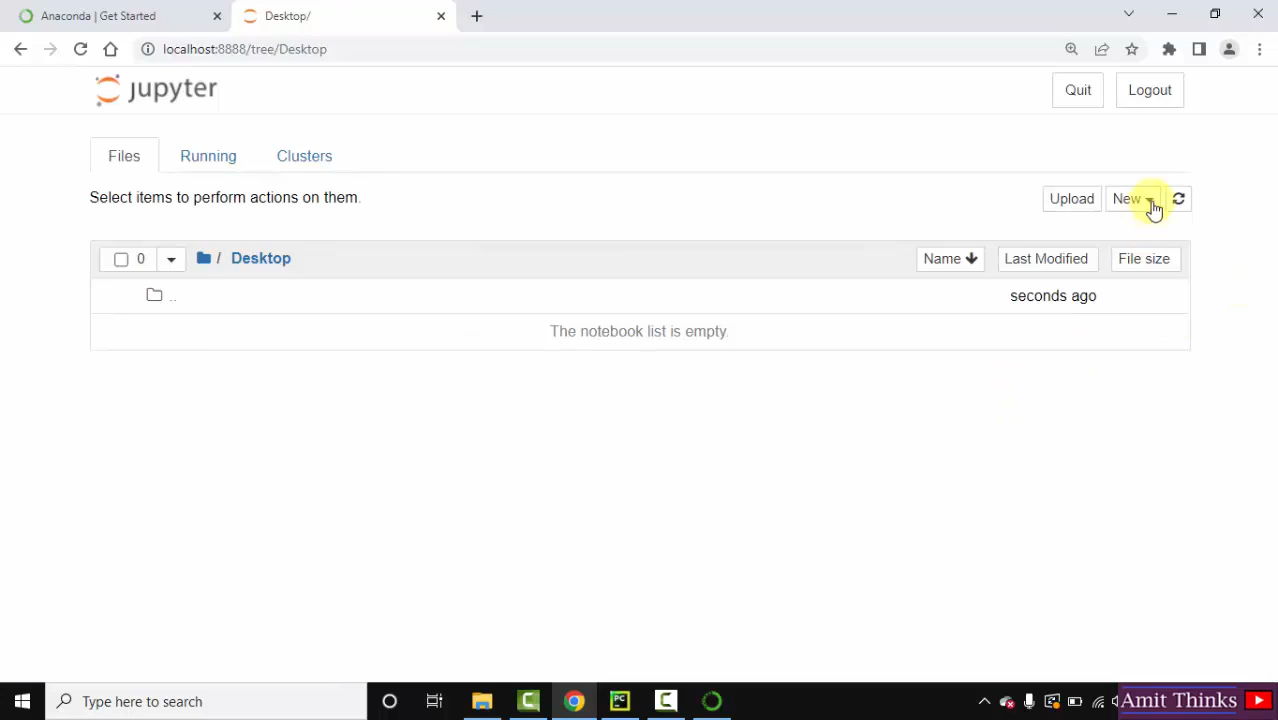 Anaconda | Get Started
Desktop/
localhost:8888/tree/Desktop
jupyter
Quit
Logout
Files
Running
Clusters
Select items to perform actions on them.
Upload
New
0
/ Desktop
Name
Last Modified
File size
..
seconds ago
The notebook list is empty.
Type here to search
PC
Amit Thinks